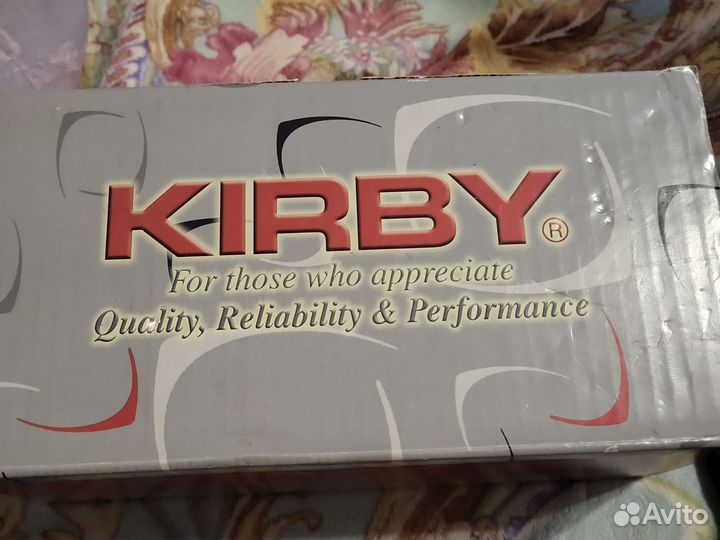 KIRBY®
For those who appreciate
Quality, Reliability & Performance
Avito